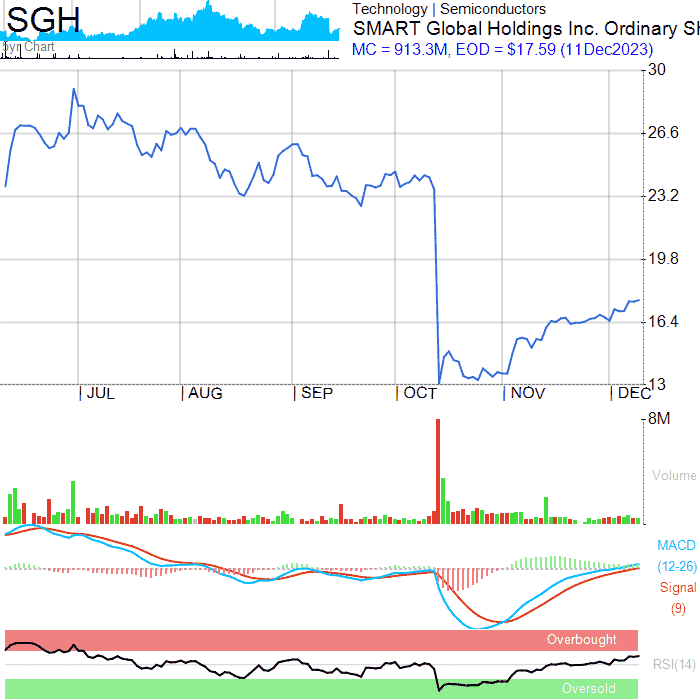 SGH
5yr Chart
Technology | Semiconductors
SMART Global Holdings Inc. Ordinary Sh
MC = 913.3M, EOD = $17.59 (11Dec2023)
30
26.6
23.2
19.8
16.4
13
JUL
AUG
SEP
OCT
NOV
DEC
8M
Volume
MACD
(12-26)
Signal
(9)
Overbought
RSI(14)
Oversold